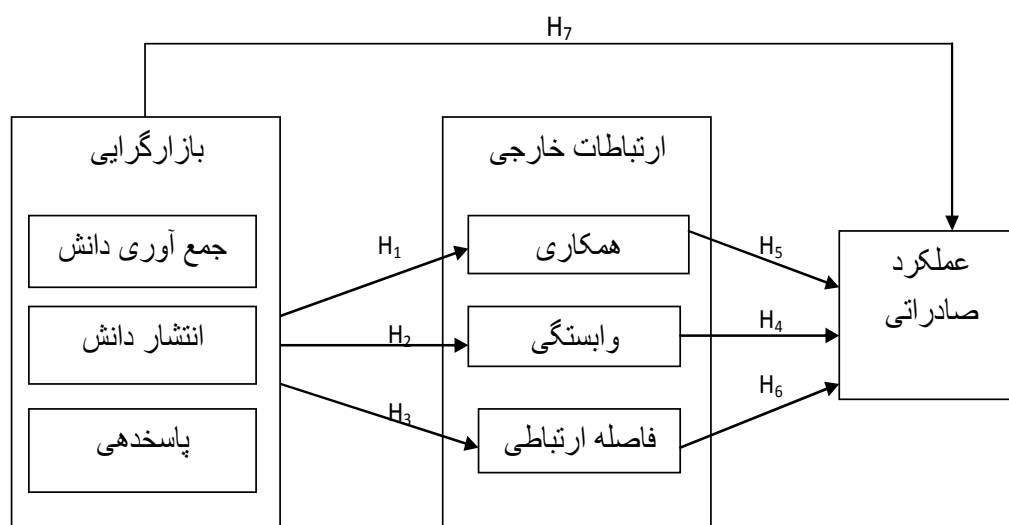 H₇
بازارگرایی
جمع آوری دانش
انتشار دانش
پاسخدهی
H₁
H₂
H₃
ارتباطات خارجی
همکاری
وابستگی
فاصله ارتباطی
H₅
H₄
H₆
عملکرد
صادراتی